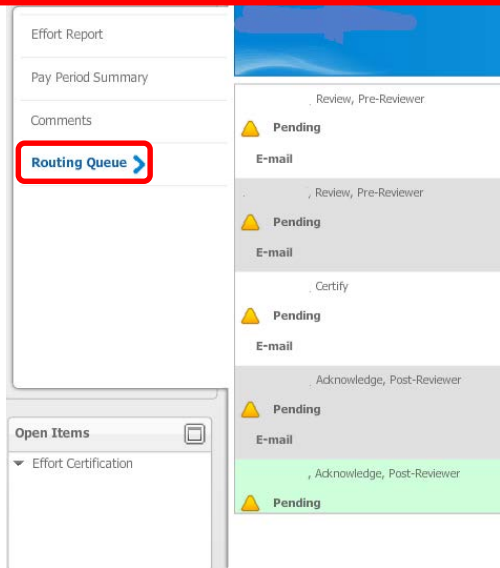 Effort Report
Pay Period Summary
Comments
Routing Queue
Open Items
Effort Certification
Review, Pre-Reviewer
Pending
E-mail
, Review, Pre-Reviewer
Pending
E-mail
, Certify
Pending
E-mail
, Acknowledge, Post-Reviewer
Pending
E-mail
, Acknowledge, Post-Reviewer
Pending